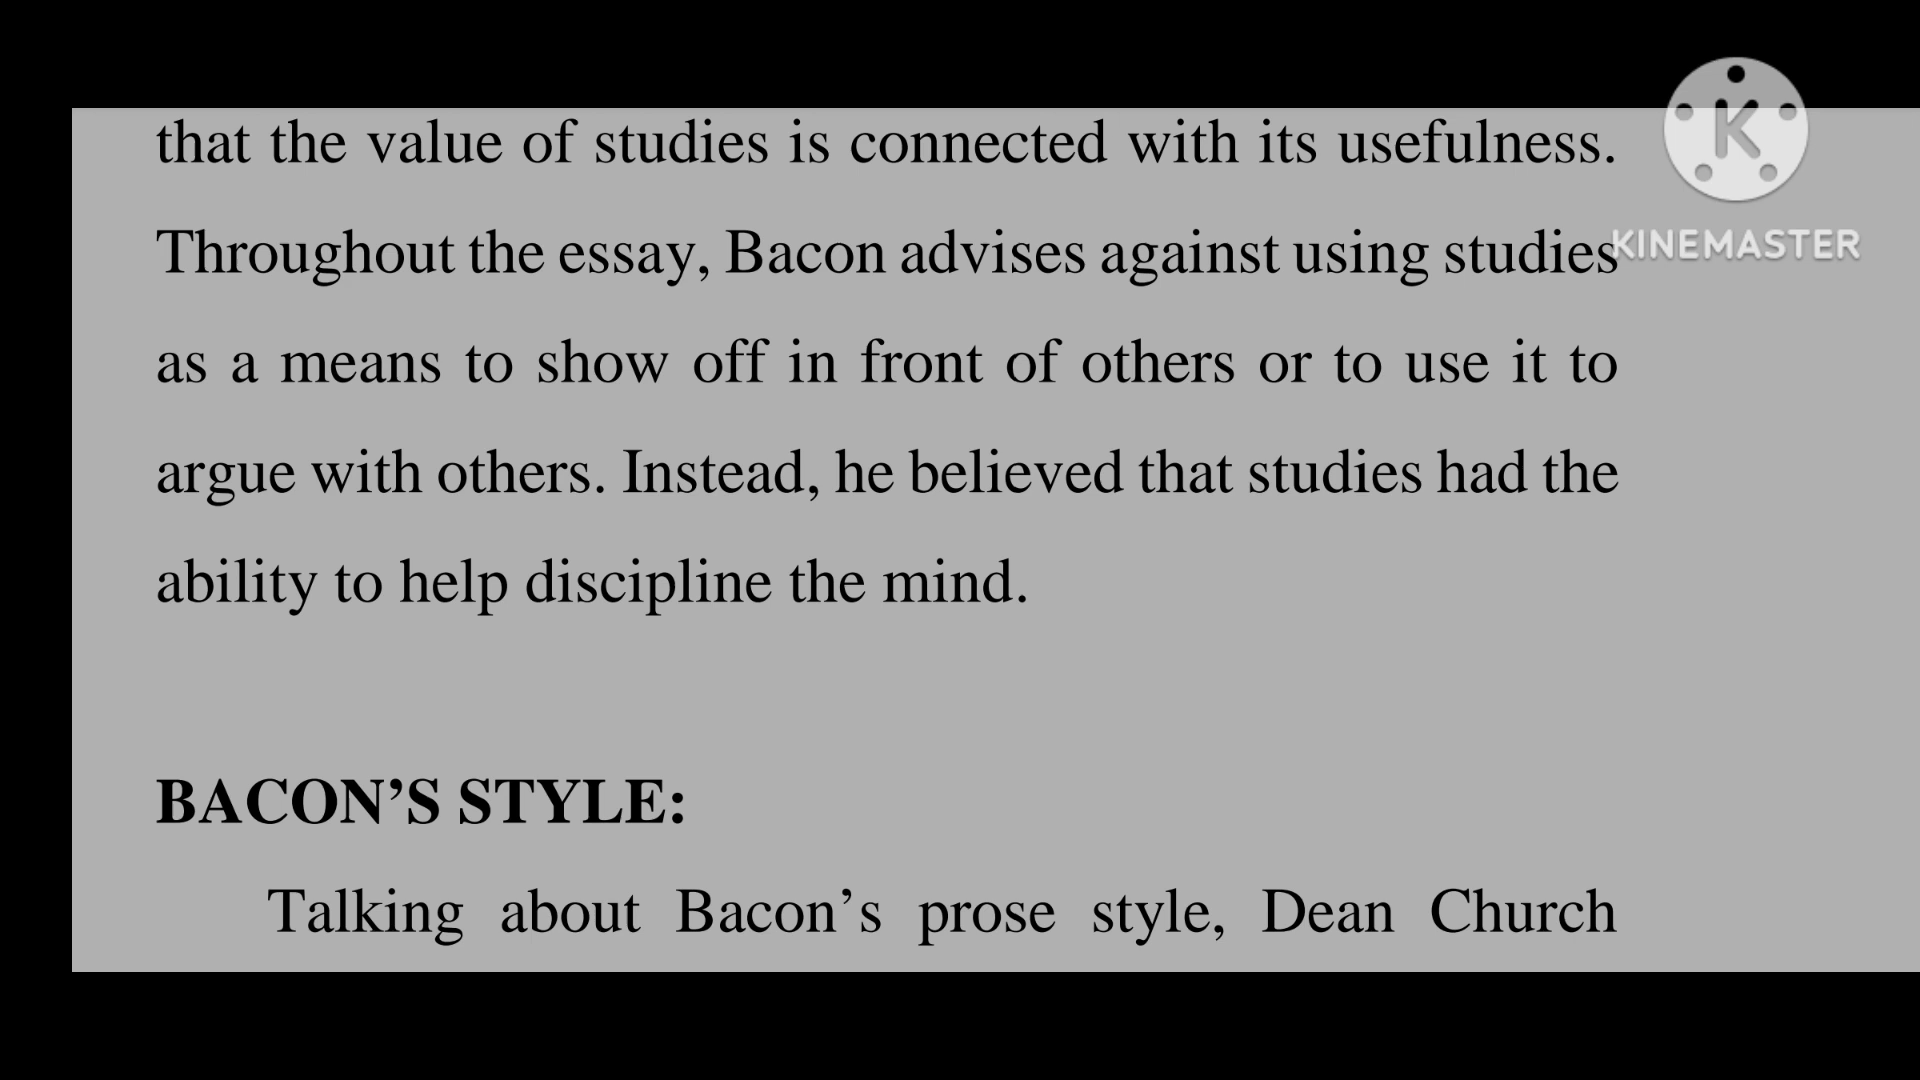 that the value of studies is connected with its usefulness.
Throughout the essay, Bacon advises against using studies
as a means to show off in front of others or to use it to
argue with others. Instead, he believed that studies had the
ability to help discipline the mind.
BACON’S STYLE:
Talking about Bacon’s prose style, Dean Church
K
KINEMASTER